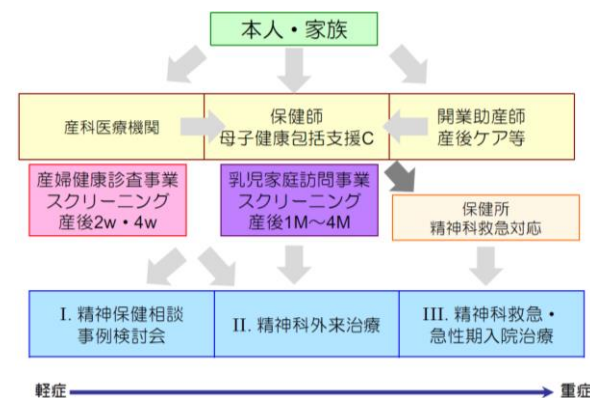 本人・家族
産科医療機関
保健師
母子健康包括支援C
開業助産師
産後ケア等
産婦健康診査事業
スクリーニング
産後2w・4w
乳児家庭訪問事業
スクリーニング
産後1M～4M
保健所
精神科救急対応
I. 精神保健相談
事例検討会
II. 精神科外来治療
III. 精神科救急・
急性期入院治療
軽症
重症